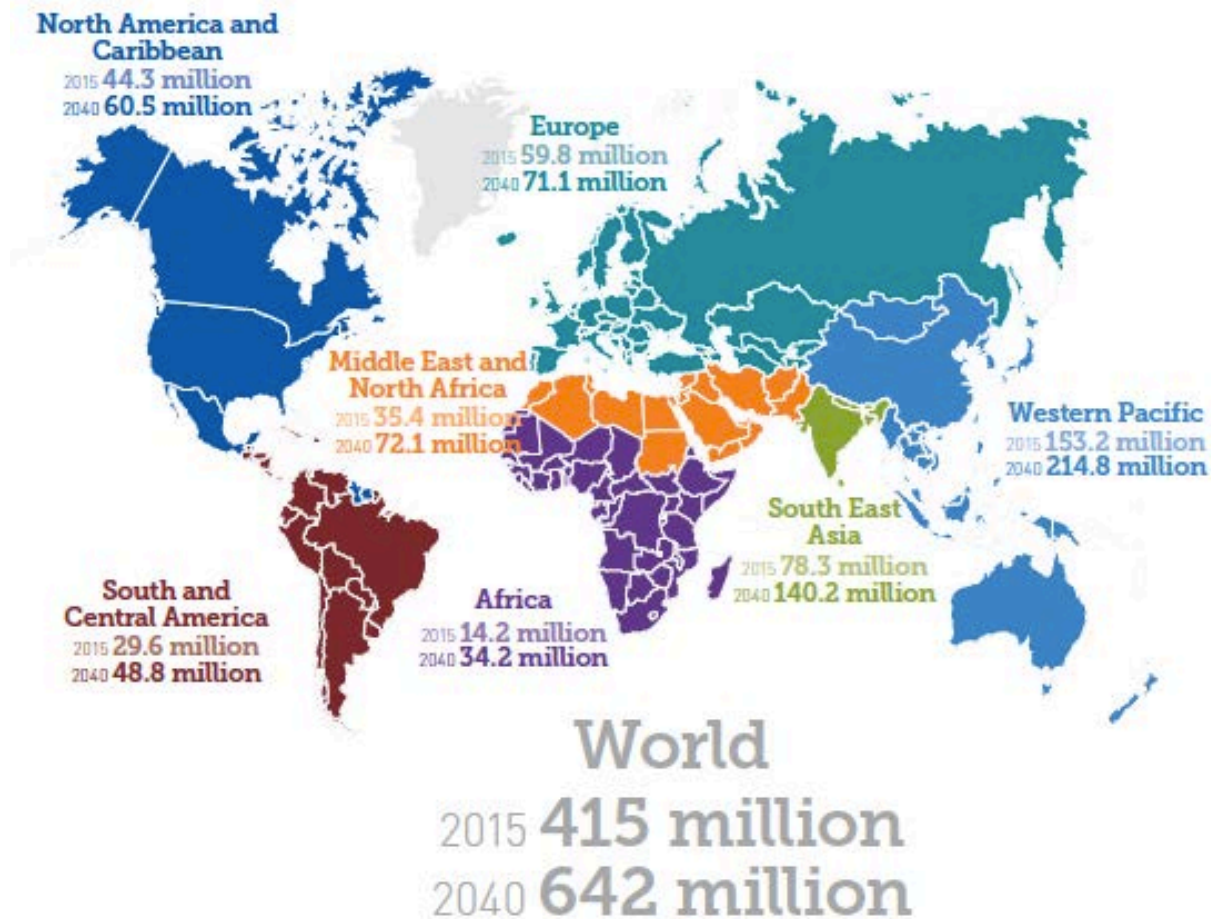 North America and
Caribbean
2015 44.3 million
2040 60.5 million
Europe
2015 59.8 million
2040 71.1 million
Middle East and
North Africa
2015 35.4 million
2040 72.1 million
Western Pacific
2015 153.2 million
2040 214.8 million
South East
Asia
2015 78.3 million
2040 140.2 million
South and
Central America
2015 29.6 million
2040 48.8 million
Africa
2015 14.2 million
2040 34.2 million
World
2015 415 million
2040 642 million